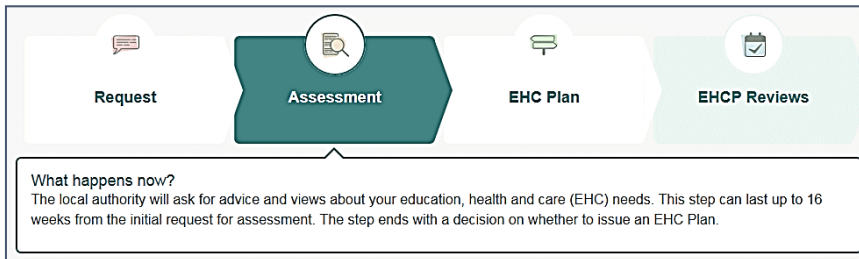 Request
Assessment
EHC Plan
EHCP Reviews
What happens now?
The local authority will ask for advice and views about your education, health and care (EHC) needs. This step can last up to 16
weeks from the initial request for assessment. The step ends with a decision on whether to issue an EHC Plan.